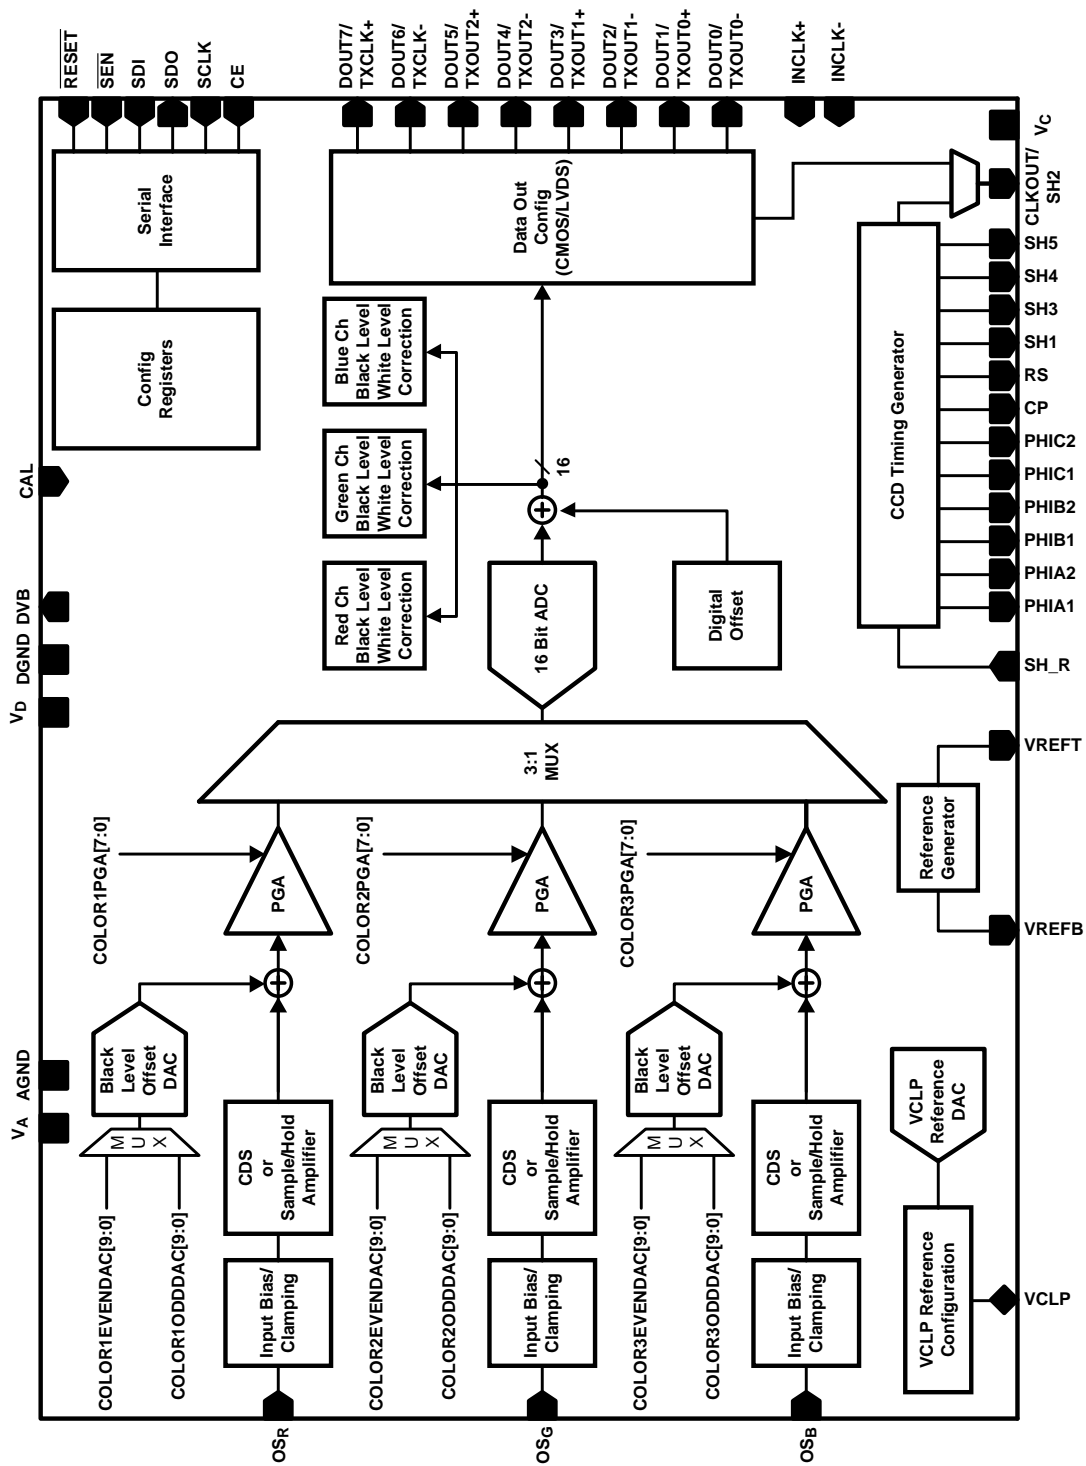 RESET
SEN
SDI
SDO
SCLK
CE
DOUT7/
TXCLK+
DOUT6/
TXCLK-
DOUT5/
TXOUT2+
DOUT4/
TXOUT2-
DOUT3/
TXOUT1+
DOUT2/
TXOUT1-
DOUT1/
TXOUT0+
DOUT0/
TXOUT0-
INCLK+
INCLK-
Serial
Interface
Config
Registers
Data Out
Config
(CMOS/LVDS)
VC
CLKOUT/
SH2
SH5
SH4
SH3
SH1
RS
CP
PHIC2
PHIC1
PHIB2
PHIB1
PHIA2
PHIA1
SH_R
CCD Timing Generator
CAL
DVB
DGND
VD
Blue Ch
Black Level
White Level
Correction
Green Ch
Black Level
White Level
Correction
Red Ch
Black Level
White Level
Correction
16
+
16 Bit ADC
Digital
Offset
3:1
MUX
VREFT
Reference
Generator
VREFB
COLOR1PGA[7:0]
PGA
COLOR2PGA[7:0]
PGA
COLOR3PGA[7:0]
PGA
AGND
VA
Black
Level
Offset
DAC
+
M
U
X
COLOR1EVENDAC[9:0]
COLOR1ODDDAC[9:0]
CDS
or
Sample/Hold
Amplifier
Input Bias/
Clamping
OSR
Black
Level
Offset
DAC
+
M
U
X
COLOR2EVENDAC[9:0]
COLOR2ODDDAC[9:0]
CDS
or
Sample/Hold
Amplifier
Input Bias/
Clamping
OSG
Black
Level
Offset
DAC
+
M
U
X
COLOR3EVENDAC[9:0]
COLOR3ODDDAC[9:0]
CDS
or
Sample/Hold
Amplifier
Input Bias/
Clamping
OSB
VCLP
Reference
DAC
VCLP Reference
Configuration
VCLP